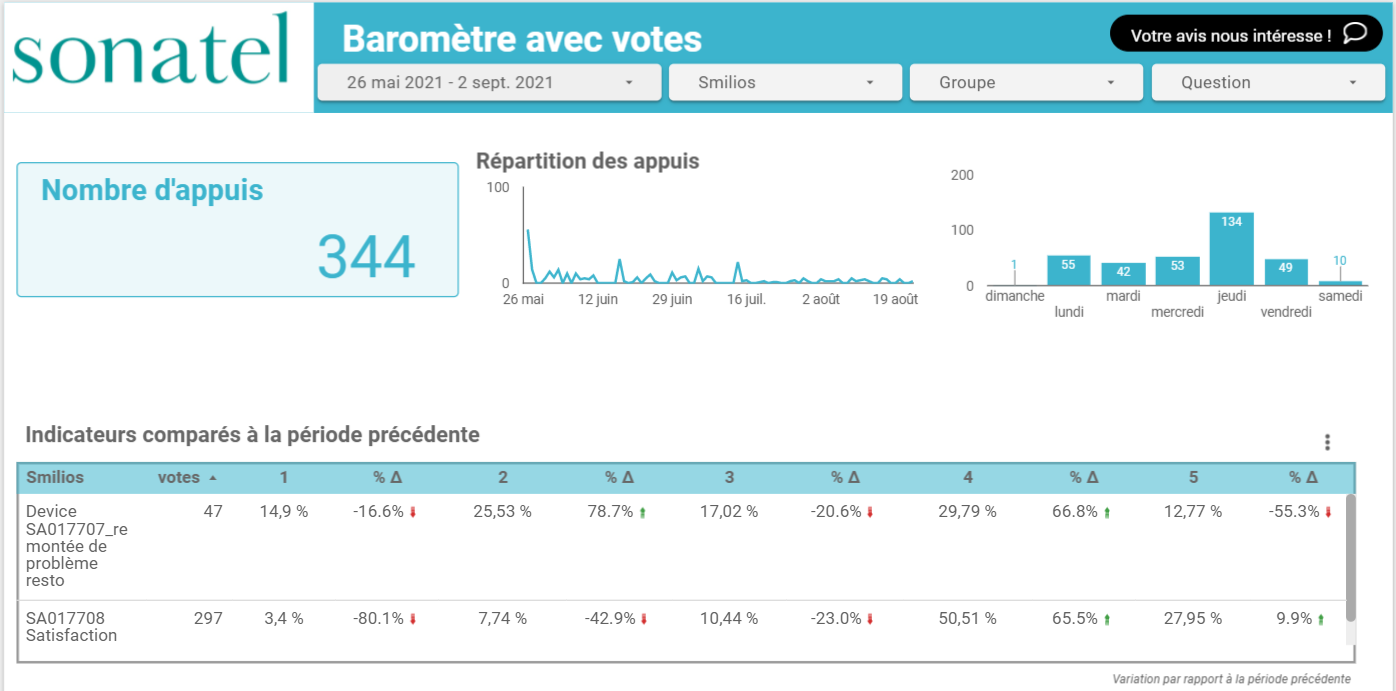 sonatel
Baromètre avec votes
Votre avis nous intéresse !
26 mai 2021 - 2 sept. 2021
Smilios
Groupe
Question
Nombre d'appuis
344
Répartition des appuis
100
0
26 mai 12 juin 29 juin 16 juil. 2 août 19 août
200
100
0
1 55 42 53 134 49 10
dimanche mardi jeudi samedi
lundi mercredi vendredi
Indicateurs comparés à la période précédente
Smilios votes 1 % Δ 2 % Δ 3 % Δ 4 % Δ 5 % Δ
Device 47 14,9 % -16.6% 25,53 % 78.7% 17,02 % -20.6% 29,79 % 66.8% 12,77 % -55.3%
SA017707_re
montée de
problème
resto
SA017708 297 3,4 % -80.1% 7,74 % -42.9% 10,44 % -23.0% 50,51 % 65.5% 27,95 % 9.9%
Satisfaction
Variation par rapport à la période précédente